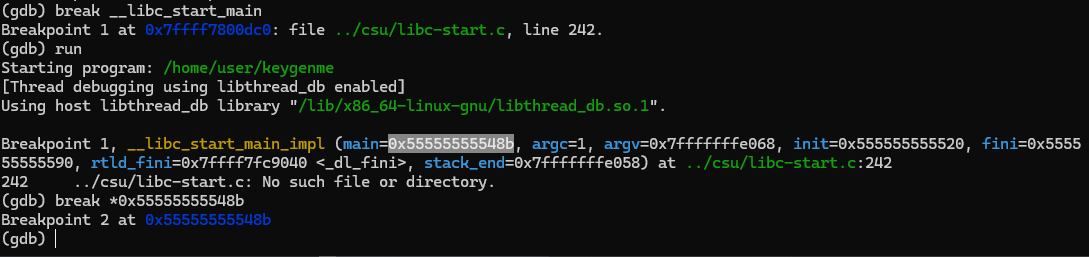 (gdb) break __libc_start_main
Breakpoint 1 at 0x7ffff7800dc0: file ../csu/libc-start.c, line 242.
(gdb) run
Starting program: /home/user/keygenme
[Thread debugging using libthread_db enabled]
Using host libthread_db library "/lib/x86_64-linux-gnu/libthread_db.so.1".
Breakpoint 1, __libc_start_main_impl (main=0x55555555548b, argc=1, argv=0x7fffffffe068, init=0x555555555520, fini=0x5555
55555590, rtld_fini=0x7ffff7fc9040 <_dl_fini>, stack_end=0x7fffffffe058) at ../csu/libc-start.c:242
242     ../csu/libc-start.c: No such file or directory.
(gdb) break *0x55555555548b
Breakpoint 2 at 0x55555555548b
(gdb)